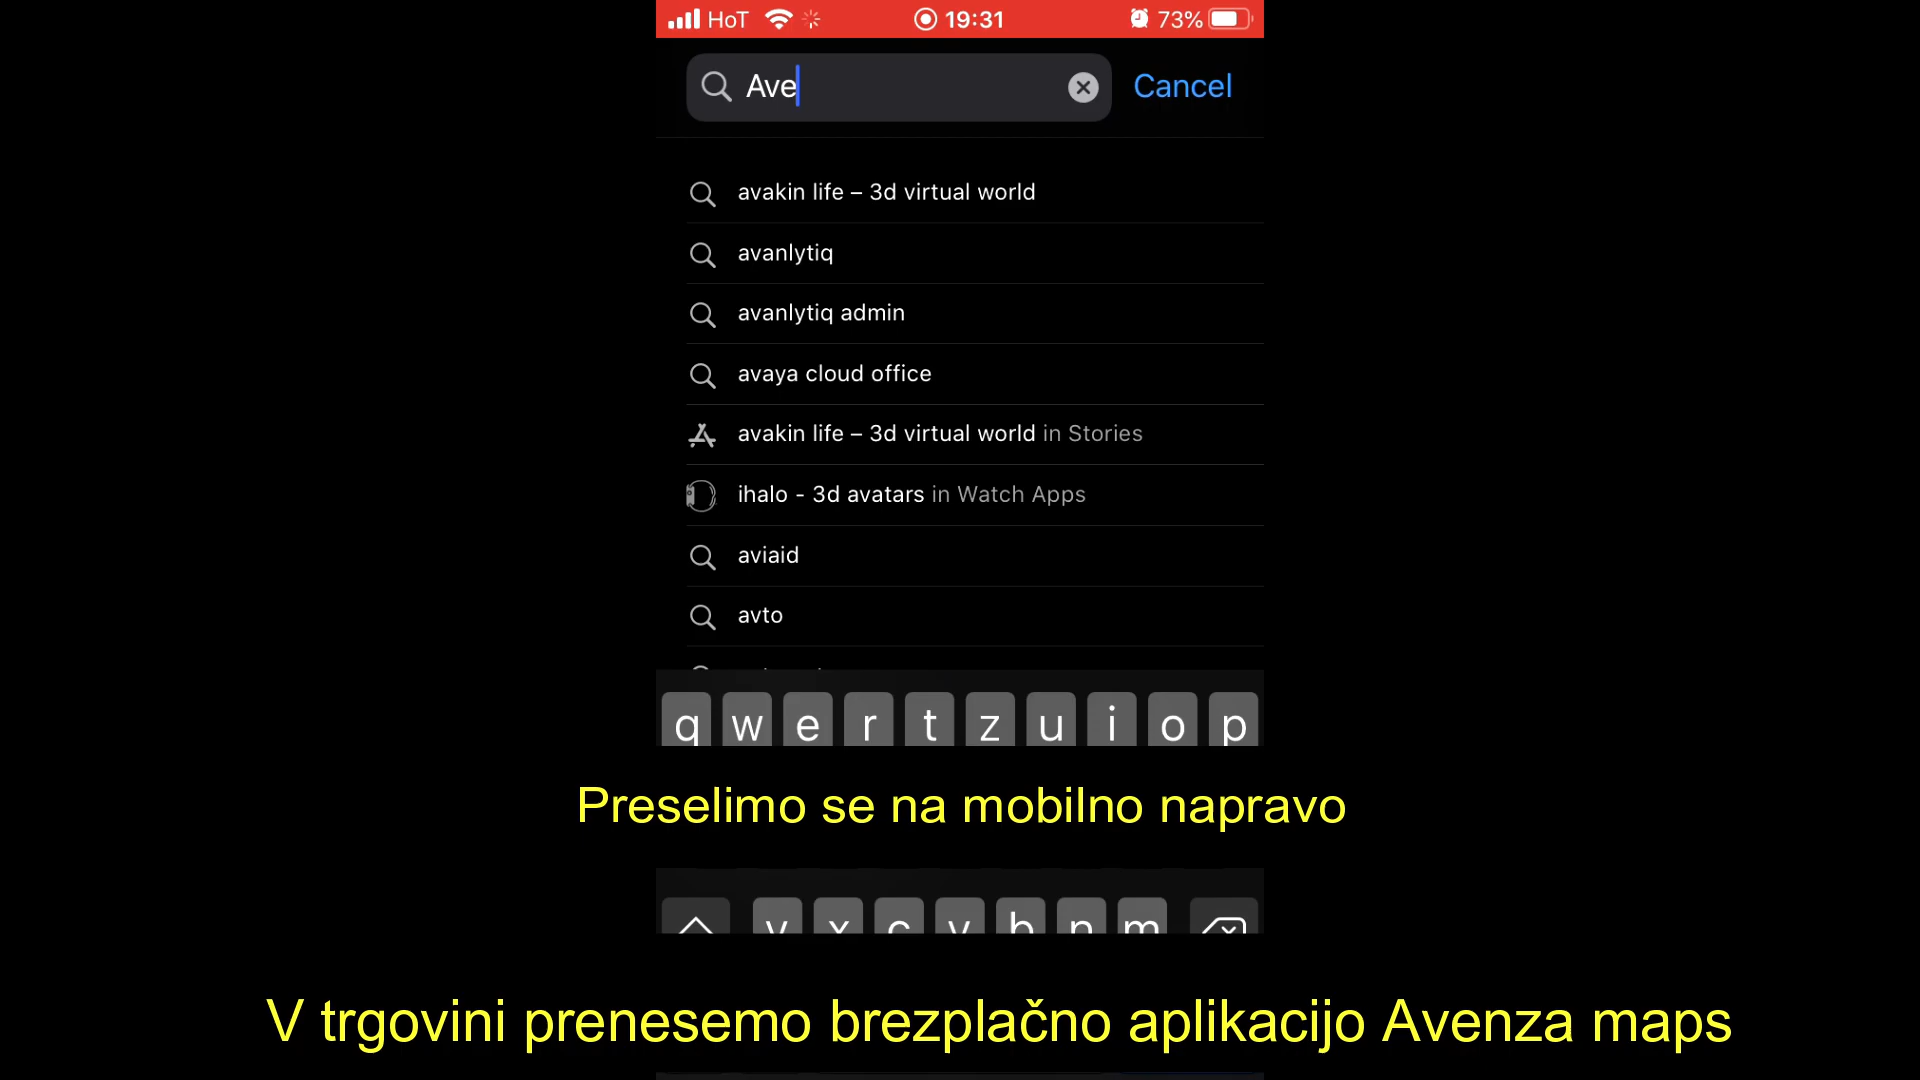 HoT 19:31 73%
Ave Cancel
avakin life – 3d virtual world
avanlytiq
avanlytiq admin
avaya cloud office
avakin life – 3d virtual world in Stories
ihalo - 3d avatars in Watch Apps
aviaid
avto
q w e r t z u i o p
Preselimo se na mobilno napravo
y x c v b n m
V trgovini prenesemo brezplačno aplikacijo Avenza maps